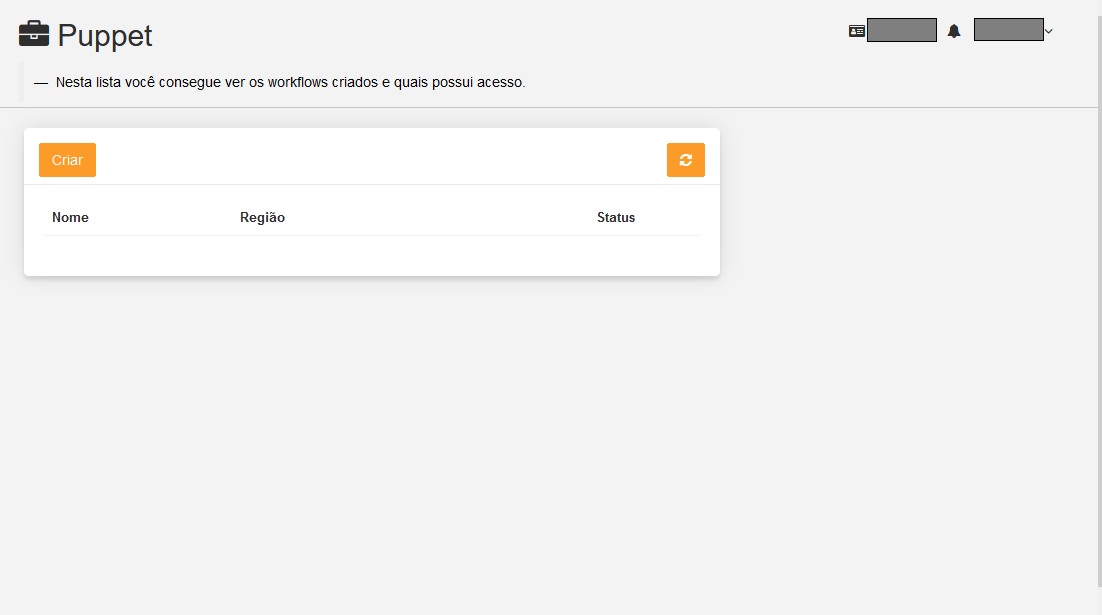 Puppet
— Nesta lista você consegue ver os workflows criados e quais possui acesso.
Criar
Nome Região Status